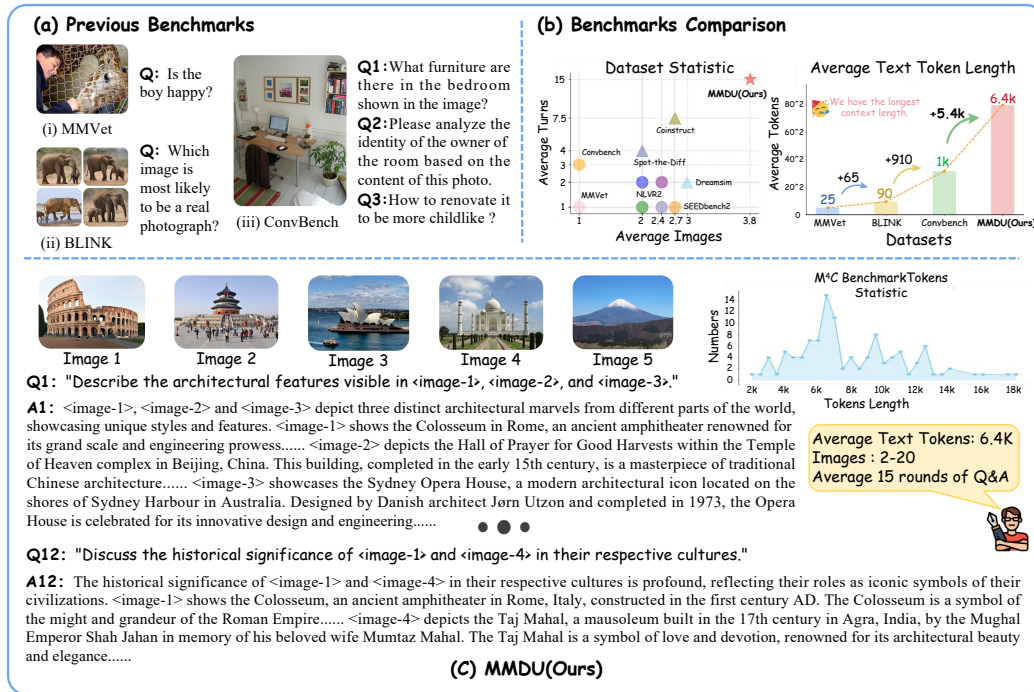 (a) Previous Benchmarks
Q: Is the
boy happy?
(i) MMVet
Q: Which
image is
most likely
to be a real
photograph?
(ii) BLINK
(iii) ConvBench
Q1:What furniture are
there in the bedroom
shown in the image?
Q2:Please analyze the
identity of the owner of
the room based on the
content of this photo.
Q3:How to renovate it
to be more childlike ?
(b) Benchmarks Comparison
Dataset Statistic
Average Turns
15
7.5
4
3
2
1
MMDU(Ours)
Coinstruct
Convbench
Spot-the-Diff
Dreamsim
MMVet
NLVR2
SEEDbench2
1
2
2.4
2.7
3
3.8
Average Images
Average Text Token Length
We have the longest
context length.
Average Tokens
80^2
60^2
40^2
20^2
0
25
+65
90
+910
1k
+5.4k
6.4k
MMVet
BLINK
Convbench
MMDU(Ours)
Datasets
Image 1
Image 2
Image 3
Image 4
Image 5
M⁴C BenchmarkTokens
Statistic
Numbers
14
11
10
8
6
4
2
0
2k
4k
6k
8k
10k
12k
14k
16k
18k
Tokens Length
Average Text Tokens: 6.4K
Images : 2-20
Average 15 rounds of Q&A
Q1: "Describe the architectural features visible in <image-1>, <image-2>, and <image-3>."
A1: <image-1>, <image-2> and <image-3> depict three distinct architectural marvels from different parts of the world,
showcasing unique styles and features. <image-1> shows the Colosseum in Rome, an ancient amphitheater renowned for
its grand scale and engineering prowess...... <image-2> depicts the Hall of Prayer for Good Harvests within the Temple
of Heaven complex in Beijing, China. This building, completed in the early 15th century, is a masterpiece of traditional
Chinese architecture...... <image-3> showcases the Sydney Opera House, a modern architectural icon located on the
shores of Sydney Harbour in Australia. Designed by Danish architect Jørn Utzon and completed in 1973, the Opera
House is celebrated for its innovative design and engineering......
Q12: "Discuss the historical significance of <image-1> and <image-4> in their respective cultures."
A12: The historical significance of <image-1> and <image-4> in their respective cultures is profound, reflecting their roles as iconic symbols of their
civilizations. <image-1> shows the Colosseum, an ancient amphitheater in Rome, Italy, constructed in the first century AD. The Colosseum is a symbol of
the might and grandeur of the Roman Empire...... <image-4> depicts the Taj Mahal, a mausoleum built in the 17th century in Agra, India, by the Mughal
Emperor Shah Jahan in memory of his beloved wife Mumtaz Mahal. The Taj Mahal is a symbol of love and devotion, renowned for its architectural beauty
and elegance......
(C) MMDU(Ours)